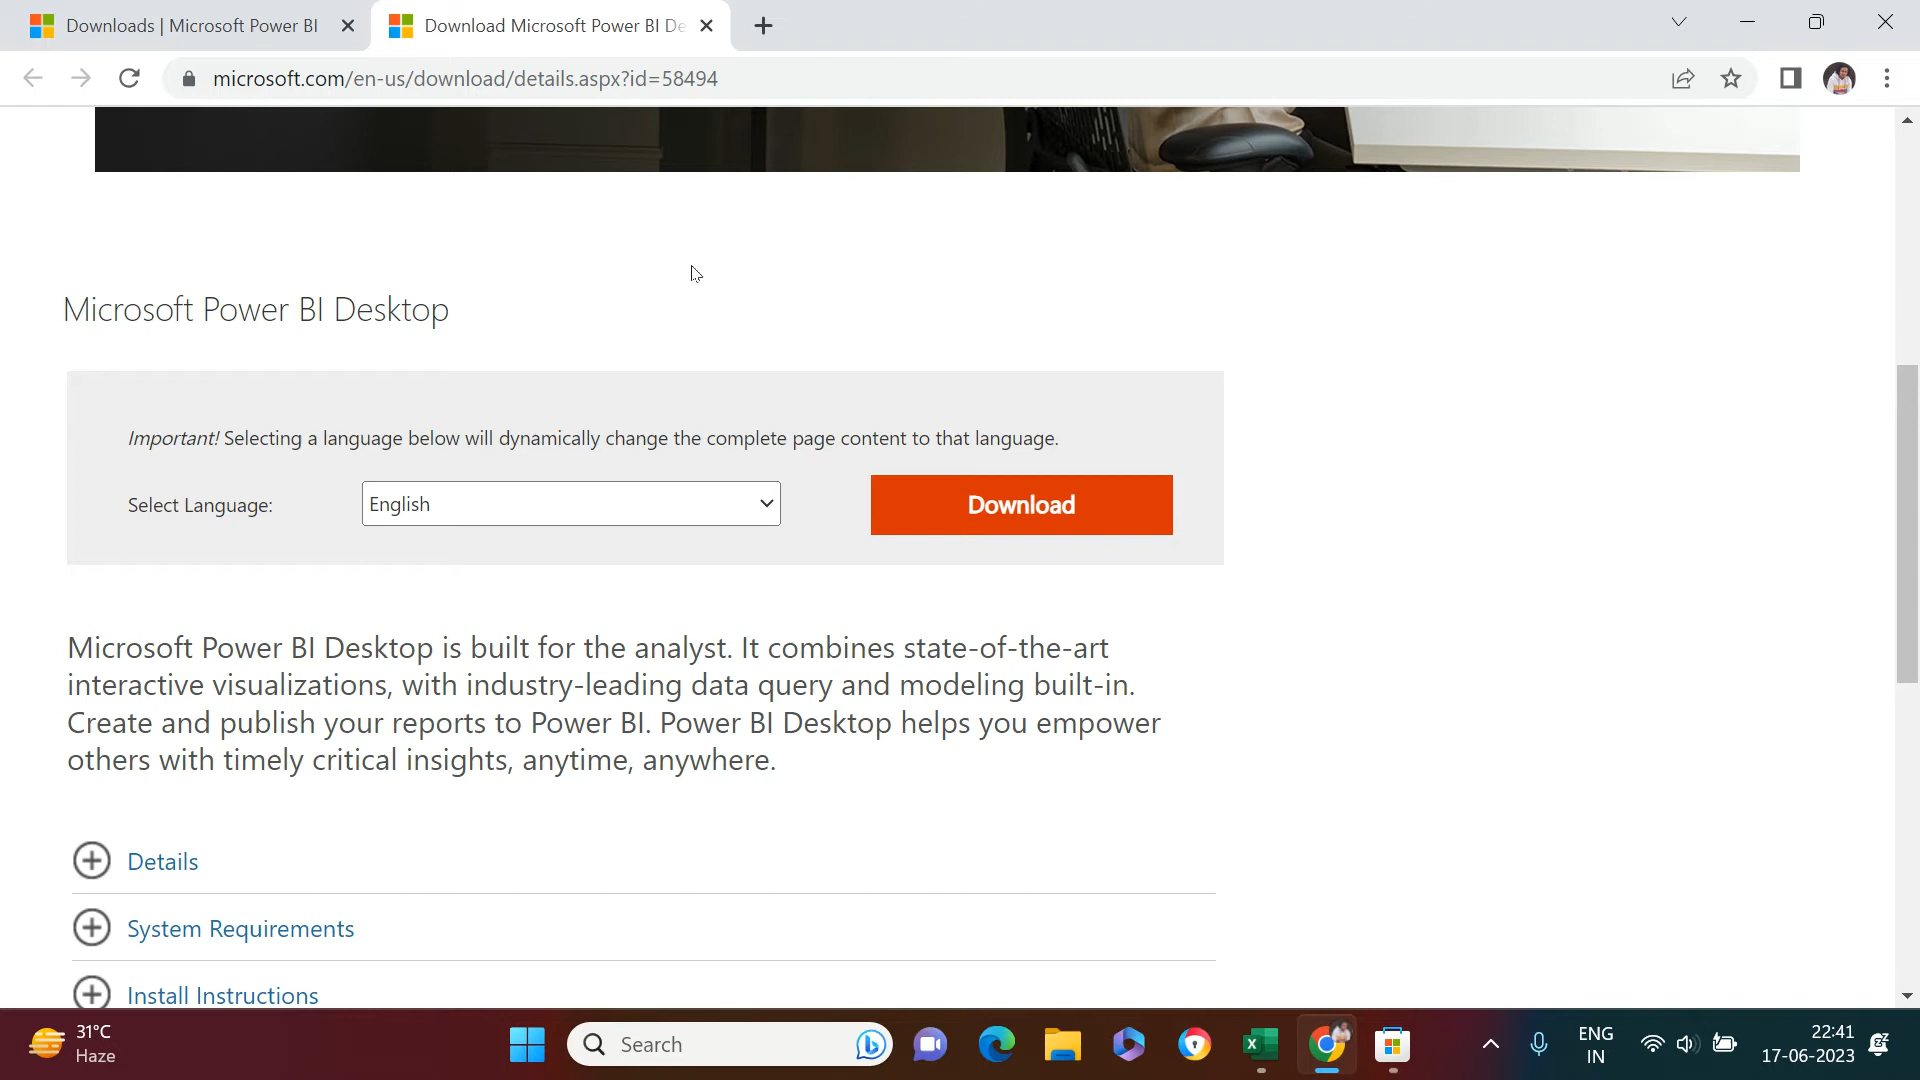 Downloads | Microsoft Power BI
Download Microsoft Power BI De
microsoft.com/en-us/download/details.aspx?id=58494
Microsoft Power BI Desktop
Important! Selecting a language below will dynamically change the complete page content to that language.
Select Language:
English
Download
Microsoft Power BI Desktop is built for the analyst. It combines state-of-the-art
interactive visualizations, with industry-leading data query and modeling built-in.
Create and publish your reports to Power BI. Power BI Desktop helps you empower
others with timely critical insights, anytime, anywhere.
Details
System Requirements
Install Instructions
31°C
Haze
Search
ENG
IN
22:41
17-06-2023